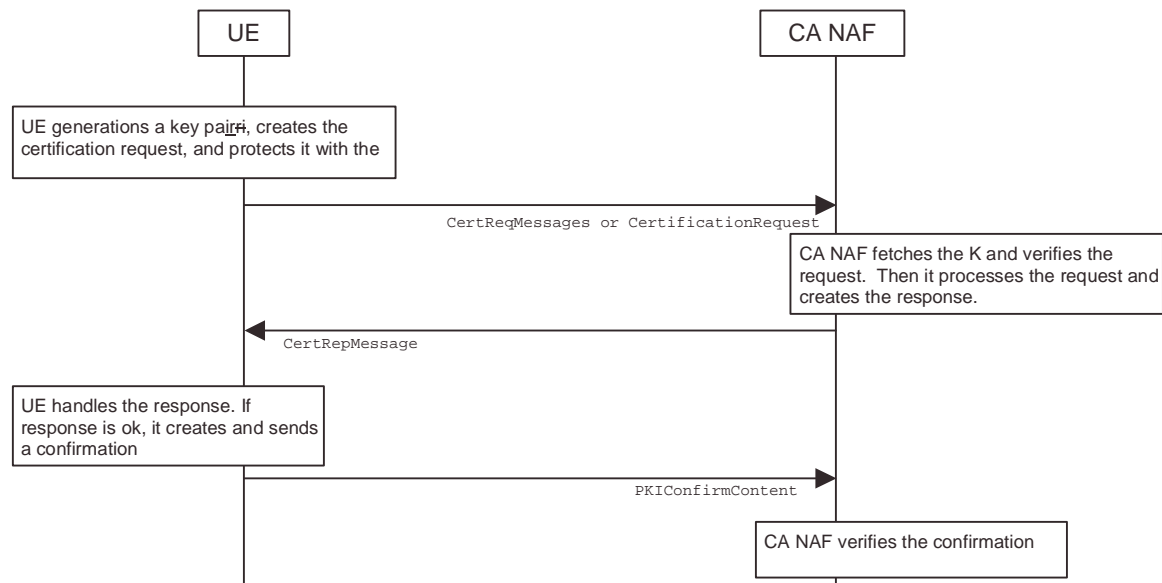 UE
CA NAF
UE generations a key pairri, creates the
certification request, and protects it with the
CertReqMessages or CertificationRequest
CA NAF fetches the K and verifies the
request. Then it processes the request and
creates the response.
CertRepMessage
UE handles the response. If
response is ok, it creates and sends
a confirmation
PKIConfirmContent
CA NAF verifies the confirmation